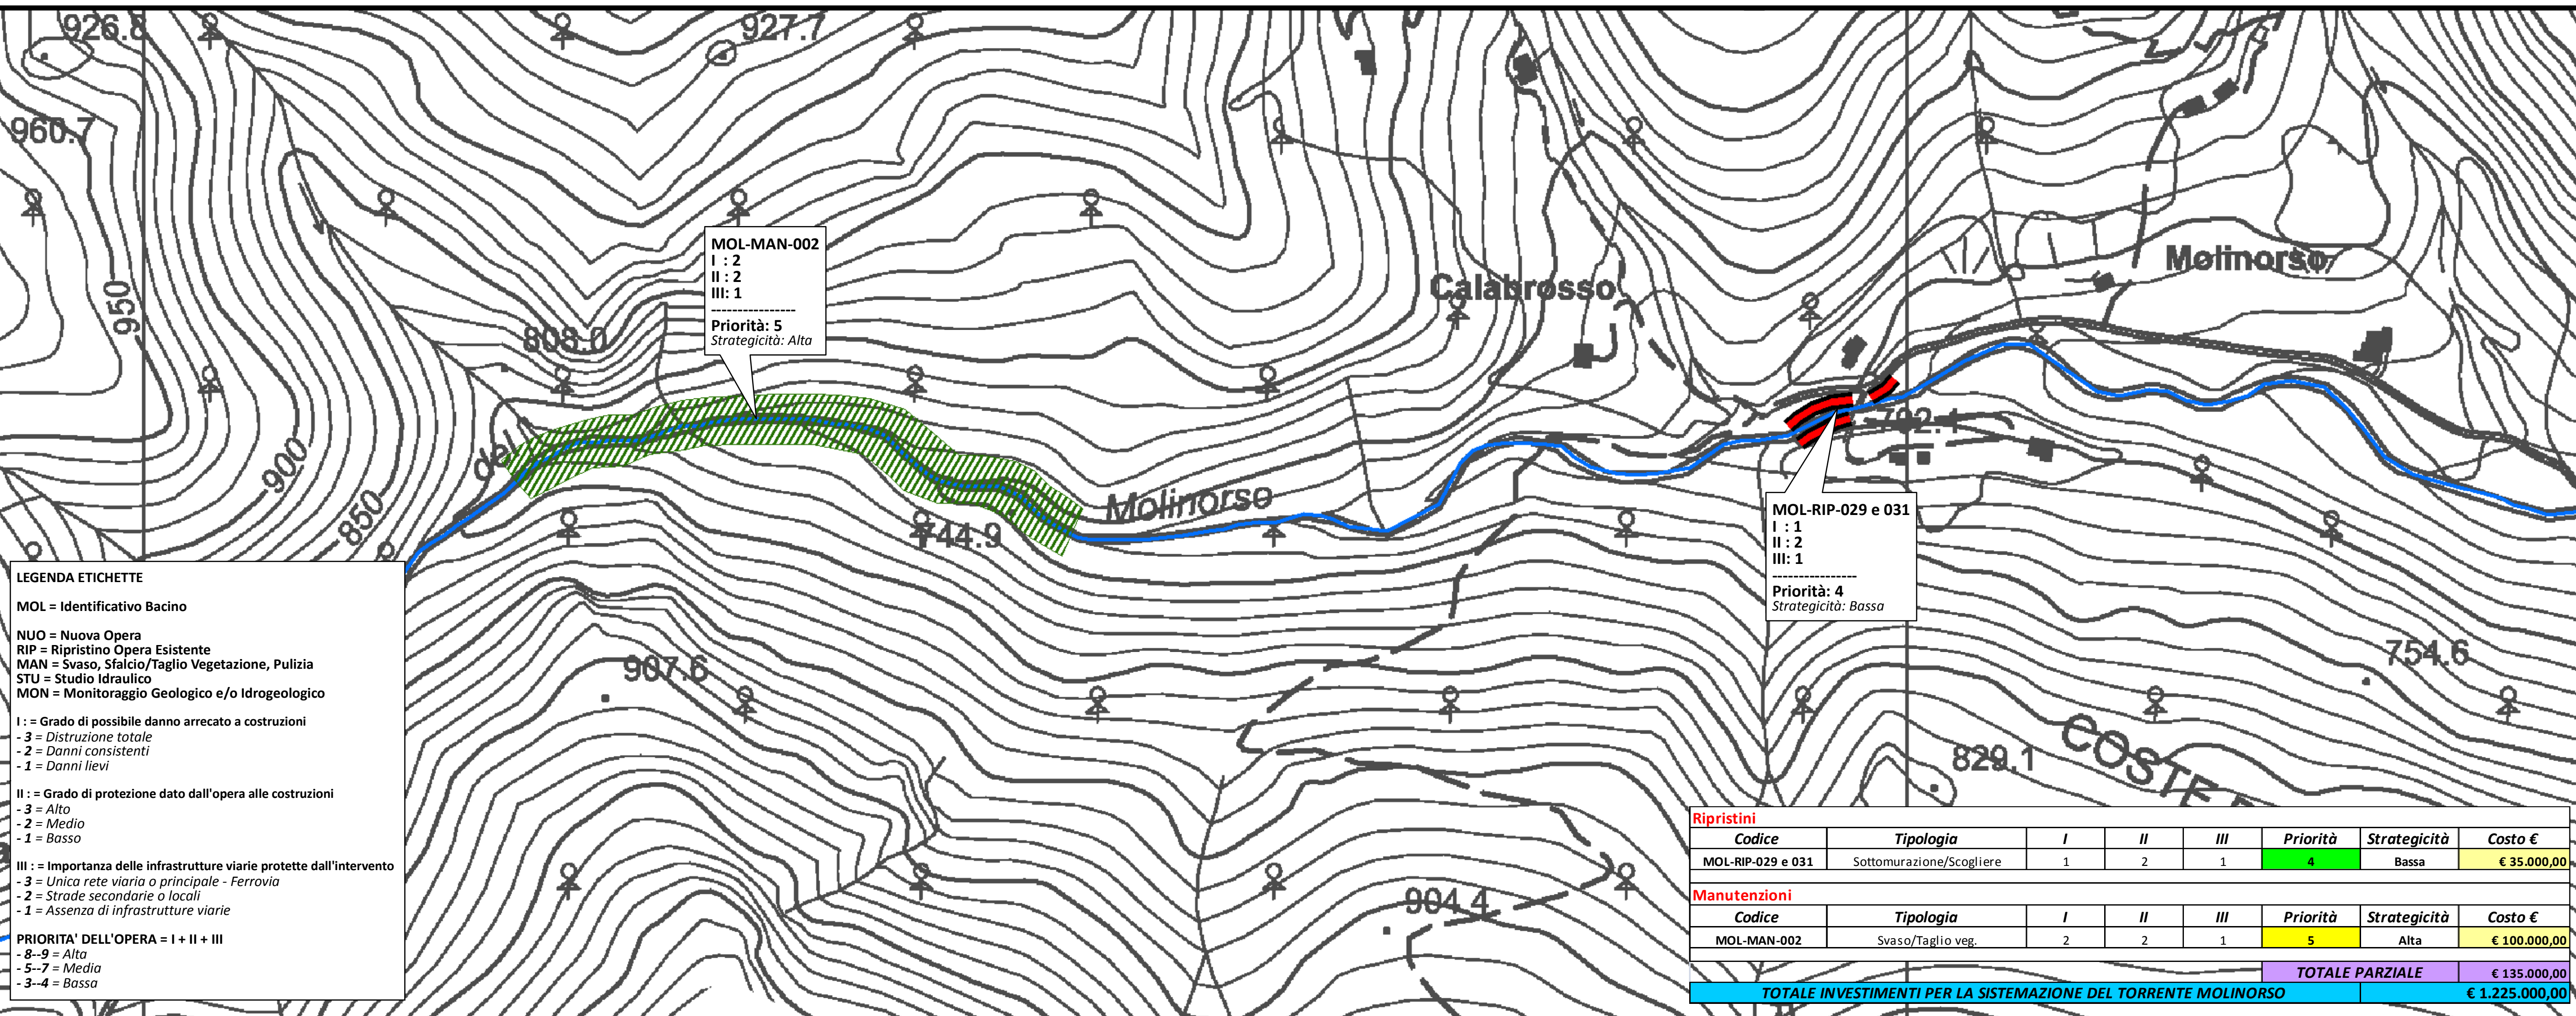 926.8
927.7
960.7
950
MOL-MAN-002
I : 2
II : 2
III: 1
----------------
Priorità: 5
Strategicità: Alta
808.0
Calabrosso
Molinorso
del
900
850
744.9
Molinorso
702.1
MOL-RIP-029 e 031
I : 1
II : 2
III: 1
----------------
Priorità: 4
Strategicità: Bassa
907.6
754.6
829.1
COSTE
904.4
LEGENDA ETICHETTE
MOL = Identificativo Bacino
NUO = Nuova Opera
RIP = Ripristino Opera Esistente
MAN = Svaso, Sfalcio/Taglio Vegetazione, Pulizia
STU = Studio Idraulico
MON = Monitoraggio Geologico e/o Idrogeologico
I : = Grado di possibile danno arrecato a costruzioni
- 3 = Distruzione totale
- 2 = Danni consistenti
- 1 = Danni lievi
II : = Grado di protezione dato dall'opera alle costruzioni
- 3 = Alto
- 2 = Medio
- 1 = Basso
III : = Importanza delle infrastrutture viarie protette dall'intervento
- 3 = Unica rete viaria o principale - Ferrovia
- 2 = Strade secondarie o locali
- 1 = Assenza di infrastrutture viarie
PRIORITA' DELL'OPERA = I + II + III
- 8--9 = Alta
- 5--7 = Media
- 3--4 = Bassa
Ripristini
Codice Tipologia I II III Priorità Strategicità Costo €
MOL-RIP-029 e 031 Sottomurazione/Scogliere 1 2 1 4 Bassa € 35.000,00
Manutenzioni
Codice Tipologia I II III Priorità Strategicità Costo €
MOL-MAN-002 Svaso/Taglio veg. 2 2 1 5 Alta € 100.000,00
TOTALE PARZIALE € 135.000,00
TOTALE INVESTIMENTI PER LA SISTEMAZIONE DEL TORRENTE MOLINORSO € 1.225.000,00